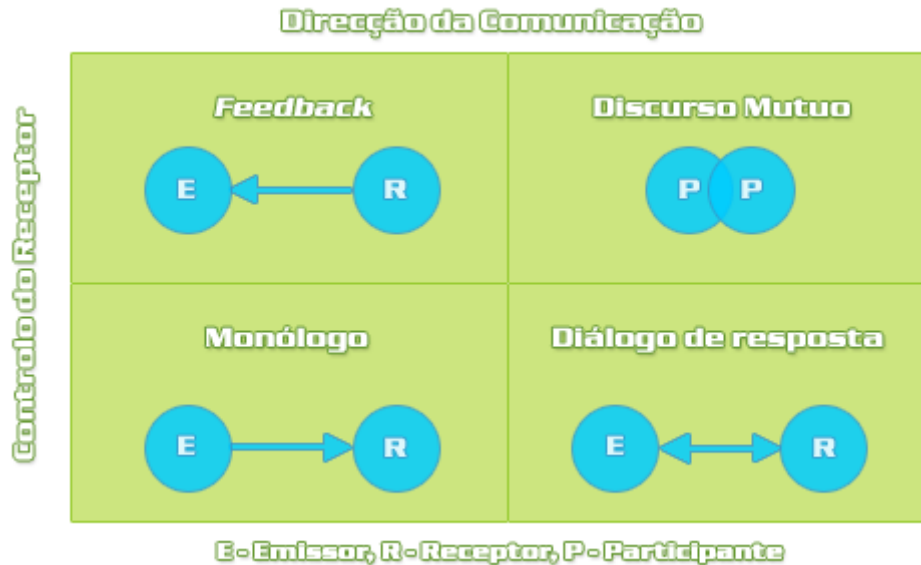 Direcção da Comunicação
Controlo do Receptor
Feedback
E
R
Discurso Mutuo
P
P
Monólogo
E
R
Diálogo de resposta
E
R
E - Emissor, R - Receptor, P - Participante